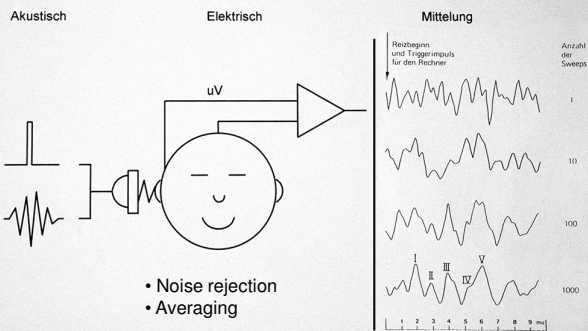 Akustisch
Elektrisch
Mittelung
Reizbeginn
und Triggerimpuls
für den Rechner
Anzahl
der
Sweeps
uV
1
10
100
1000
I
II
III
IV
V
1 2 3 4 5 6 7 8 9 ms
• Noise rejection
• Averaging